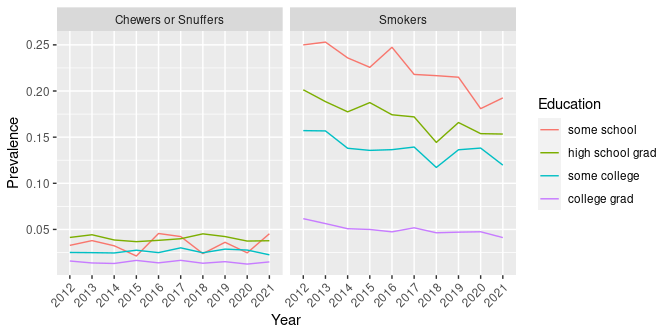 Chewers or Snuffers
Smokers
Prevalence
0.25
0.20
0.15
0.10
0.05
2012 2013 2014 2015 2016 2017 2018 2019 2020 2021
2012 2013 2014 2015 2016 2017 2018 2019 2020 2021
Year
Education
some school
high school grad
some college
college grad